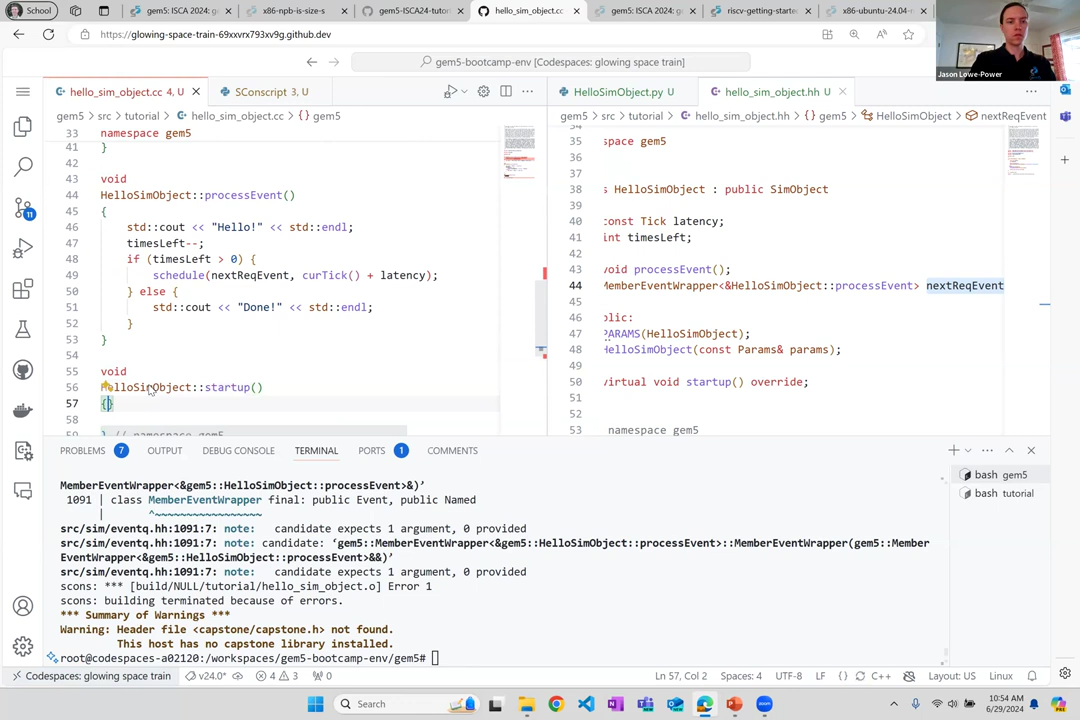 School
gem5: ISCA 2024: ge
x86-npb-is-size-s
gem5-ISCA24-tutor
hello_sim_object.cc
gem5: ISCA 2024: ge
riscv-getting-starte
x86-ubuntu-24.04-r
https://glowing-space-train-69xxvrx793xv9g.github.dev
gem5-bootcamp-env [Codespaces: glowing space train]
Jason Lowe-Power
hello_sim_object.cc 4, U
SConscript 3, U
HelloSimObject.py U
hello_sim_object.hh U
gem5 > src > tutorial > hello_sim_object.cc > {} gem5
gem5 > src > tutorial > hello_sim_object.hh > {} gem5 > HelloSimObject > nextReqEvent
33 namespace gem5
41 }
42
43 void
44 HelloSimObject::processEvent()
45 {
46 std::cout << "Hello!" << std::endl;
47 timesLeft--;
48 if (timesLeft > 0) {
49 schedule(nextReqEvent, curTick() + latency);
50 } else {
51 std::cout << "Done!" << std::endl;
52 }
53 }
54
55 void
56 HelloSimObject::startup()
57 {}
58
59 } // namespace gem5
34
35 space gem5
36
37
38 s HelloSimObject : public SimObject
39
40 const Tick latency;
41 int timesLeft;
42
43 void processEvent();
44 MemberEventWrapper<&HelloSimObject::processEvent> nextReqEvent
45
46 blic:
47 PARAMS(HelloSimObject);
48 HelloSimObject(const Params& params);
49
50 virtual void startup() override;
51
52
53 namespace gem5
PROBLEMS 7 OUTPUT DEBUG CONSOLE TERMINAL PORTS 1 COMMENTS
bash gem5
bash tutorial
MemberEventWrapper<&gem5::HelloSimObject::processEvent>&)’
1091 | class MemberEventWrapper final: public Event, public Named
| ^~~~~~~~~~~~~~~~~~
src/sim/eventq.hh:1091:7: note: candidate expects 1 argument, 0 provided
src/sim/eventq.hh:1091:7: note: candidate: ‘gem5::MemberEventWrapper<&gem5::HelloSimObject::processEvent>::MemberEventWrapper(gem5::Member
EventWrapper<&gem5::HelloSimObject::processEvent>&&)’
src/sim/eventq.hh:1091:7: note: candidate expects 1 argument, 0 provided
scons: *** [build/NULL/tutorial/hello_sim_object.o] Error 1
scons: building terminated because of errors.
*** Summary of Warnings ***
Warning: Header file <capstone/capstone.h> not found.
This host has no capstone library installed.
root@codespaces-a02120:/workspaces/gem5-bootcamp-env/gem5#
11
Codespaces: glowing space train v24.0* 4 3 0 Ln 57, Col 2 Spaces: 4 UTF-8 LF {} C++ Layout: US Linux
Search
10:54 AM
6/29/2024